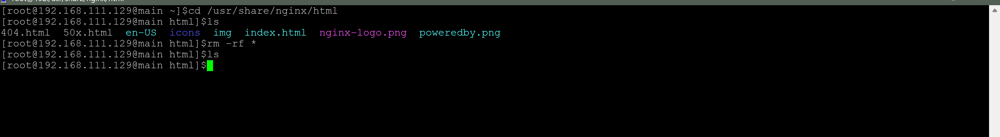 [root@192.168.111.129@main ~]$cd /usr/share/nginx/html
[root@192.168.111.129@main html]$ls
404.html  50x.html  en-US  icons  img  index.html  nginx-logo.png  poweredby.png
[root@192.168.111.129@main html]$rm -rf *
[root@192.168.111.129@main html]$ls
[root@192.168.111.129@main html]$